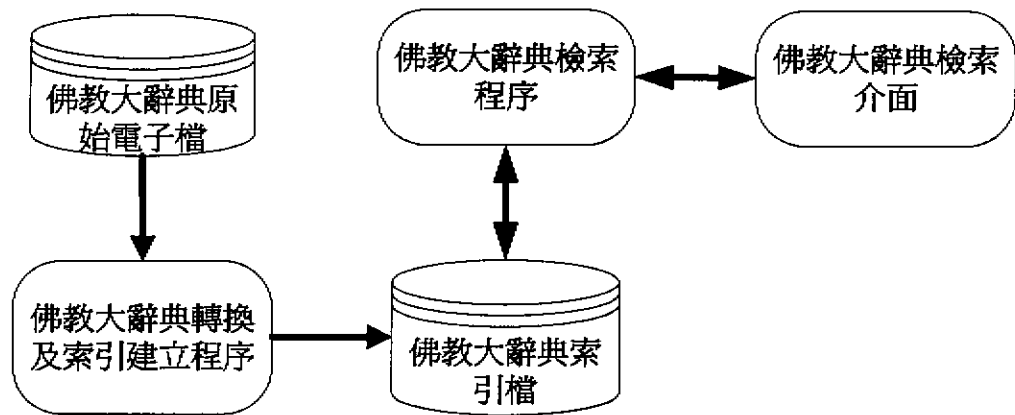 佛教大辭典原
始電子檔
佛教大辭典檢索
程序
佛教大辭典檢索
介面
佛教大辭典轉換
及索引建立程序
佛教大辭典索
引檔